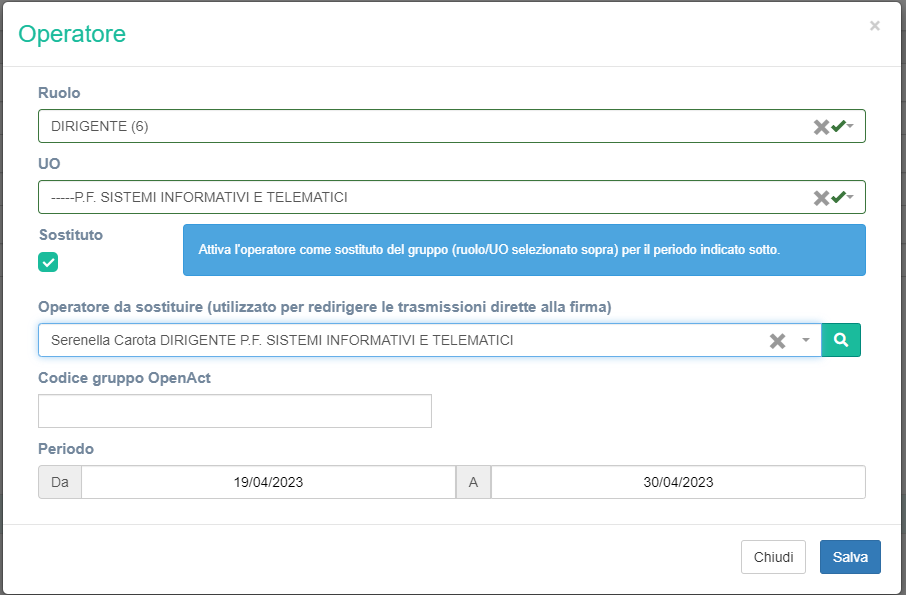 Operatore
×
Ruolo
DIRIGENTE (6)
UO
-----P.F. SISTEMI INFORMATIVI E TELEMATICI
Sostituto
Attiva l'operatore come sostituto del gruppo (ruolo/UO selezionato sopra) per il periodo indicato sotto.
Operatore da sostituire (utilizzato per redirigere le trasmissioni dirette alla firma)
Serenella Carota DIRIGENTE P.F. SISTEMI INFORMATIVI E TELEMATICI
Codice gruppo OpenAct
Periodo
Da 19/04/2023 A 30/04/2023
Chiudi Salva